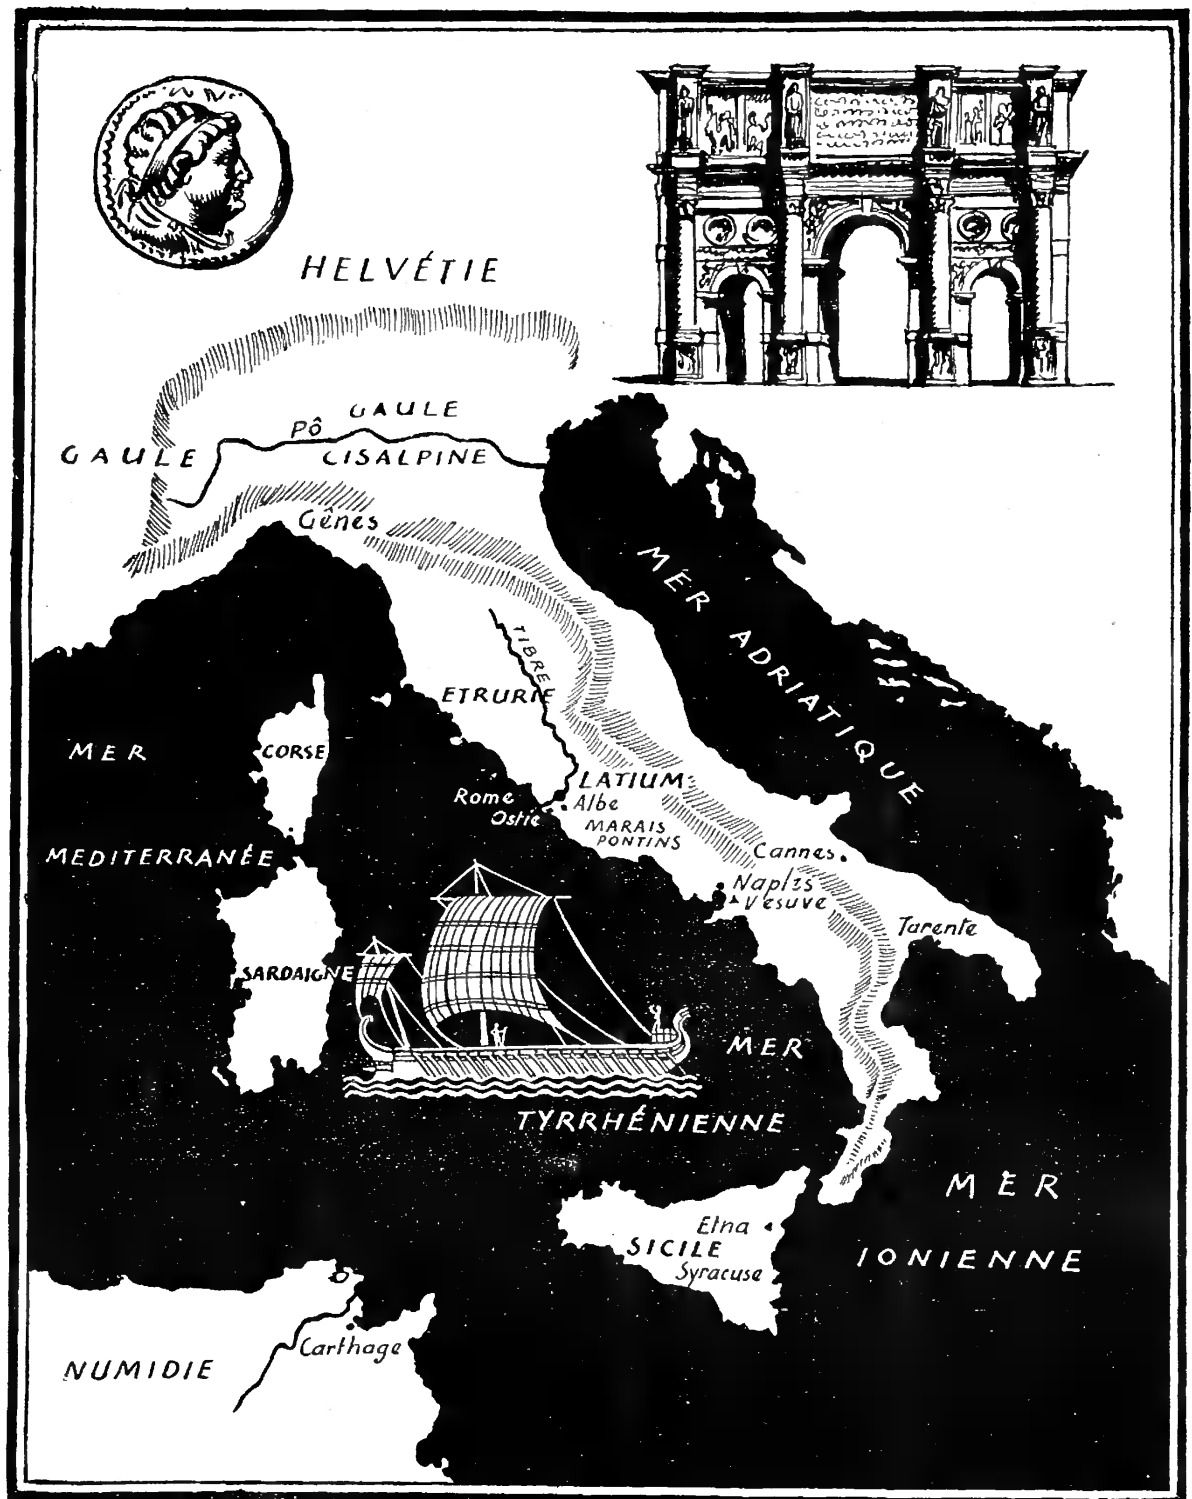 HELVÉTIE
GAULE
Pô
GAULE
CISALPINE
Gênes
MER ADRIATIQUE
TIBRE
ETRURIE
MER
CORSE
LATIUM
Rome
Albe
Ostie
MARAIS
PONTINS
MEDITERRANÉE
Cannes
Naples
Vesuve
Tarente
SARDAIGNE
MER
TYRRHÉNIENNE
MER
IONIENNE
Etna
SICILE
Syracuse
Carthage
NUMIDIE